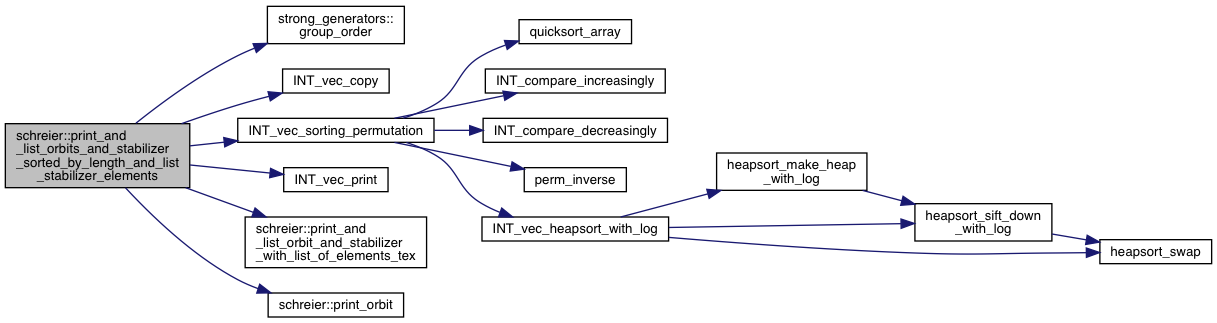 schreier::print_and
_list_orbits_and_stabilizer
_sorted_by_length_and_list
_stabilizer_elements
strong_generators::
group_order
INT_vec_copy
INT_vec_sorting_permutation
INT_vec_print
schreier::print_and
_list_orbit_and_stabilizer
_with_list_of_elements_tex
schreier::print_orbit
quicksort_array
INT_compare_increasingly
INT_compare_decreasingly
perm_inverse
INT_vec_heapsort_with_log
heapsort_make_heap
_with_log
heapsort_sift_down
_with_log
heapsort_swap